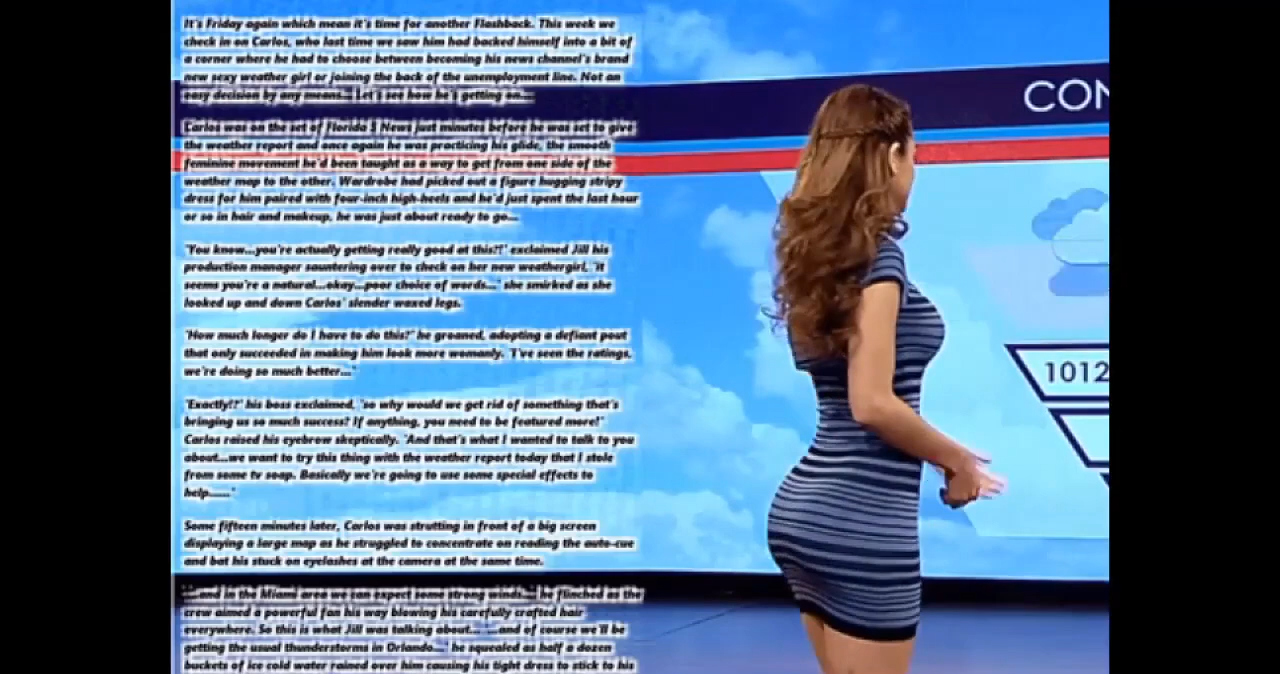 It's Friday again which mean it's time for another Flashback. This week we
check in on Carlos, who last time we saw him had backed himself into a bit of
a corner where he had to choose between becoming his news channel's brand
new sexy weather girl or joining the back of the unemployment line. Not an
easy decision by any means... Let's see how he's getting on...
Carlos was on the set of Florida 5 News just minutes before he was set to give
the weather report and once again he was practicing his glide, the smooth
feminine movement he'd been taught as a way to get from one side of the
weather map to the other. Wardrobe had picked out a figure hugging stripy
dress for him paired with four-inch high-heels and he'd just spent the last hour
or so in hair and makeup, he was just about ready to go...
'You know...you're actually getting really good at this?!' exclaimed Jill his
production manager sauntering over to check on her new weathergirl, 'it
seems you're a natural...okay...poor choice of words...' she smirked as she
looked up and down Carlos' slender waxed legs.
'How much longer do I have to do this?' he groaned, adopting a defiant pout
that only succeeded in making him look more womanly. 'I've seen the ratings,
we're doing so much better...'
'Exactly!?' his boss exclaimed, 'so why would we get rid of something that's
bringing us so much success? If anything, you need to be featured more!'
Carlos raised his eyebrow skeptically. 'And that's what I wanted to talk to you
about...we want to try this thing with the weather report today that I stole
from some tv soap. Basically we're going to use some special effects to
help......'
Some fifteen minutes later, Carlos was strutting in front of a big screen
displaying a large map as he struggled to concentrate on reading the auto-cue
and bat his stuck on eyelashes at the camera at the same time.
'...and in the Miami area we can expect some strong winds...' he flinched as the
crew aimed a powerful fan his way blowing his carefully crafted hair
everywhere. So this is what Jill was talking about... '...and of course we'll be
getting the usual thunderstorms in Orlando...' he squealed as half a dozen
buckets of ice cold water rained over him causing his tight dress to stick to his
CON
1012